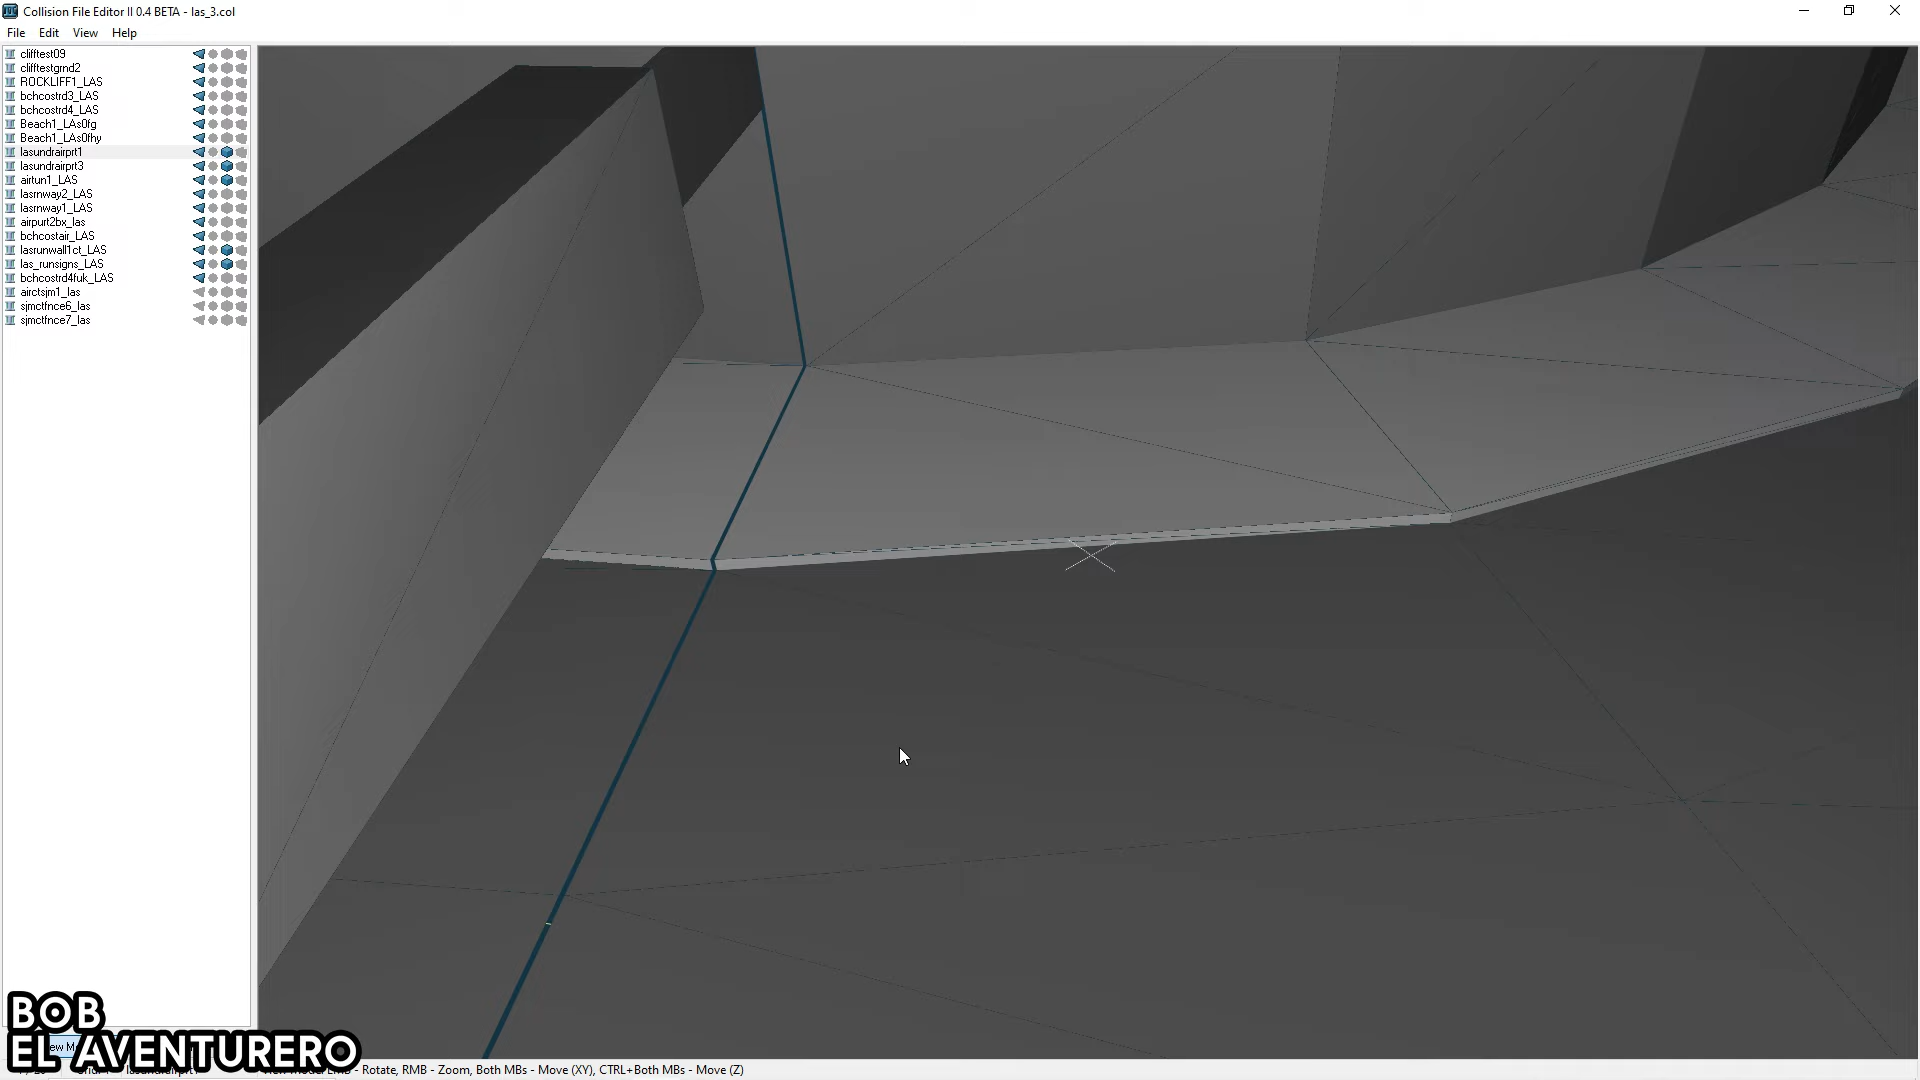 Collision File Editor II 0.4 BETA - las_3.col
File Edit View Help
clifftest09
clifftestgrnd2
ROCKLIFF1_LAS
bchcostrd3_LAS
bchcostrd4_LAS
Beach1_LAs0fg
Beach1_LAs0fhy
lasundrairprt1
lasundrairprt3
airtun1_LAS
lasrnway2_LAS
lasrnway1_LAS
airpurt2bx_las
bchcostair_LAS
lasrunwall1ct_LAS
las_runsigns_LAS
bchcostrd4fuk_LAS
airctsjm1_las
sjmctfnce6_las
sjmctfnce7_las
BOB
EL AVENTURERO
- Rotate, RMB - Zoom, Both MBs - Move (XY), CTRL+Both MBs - Move (Z)